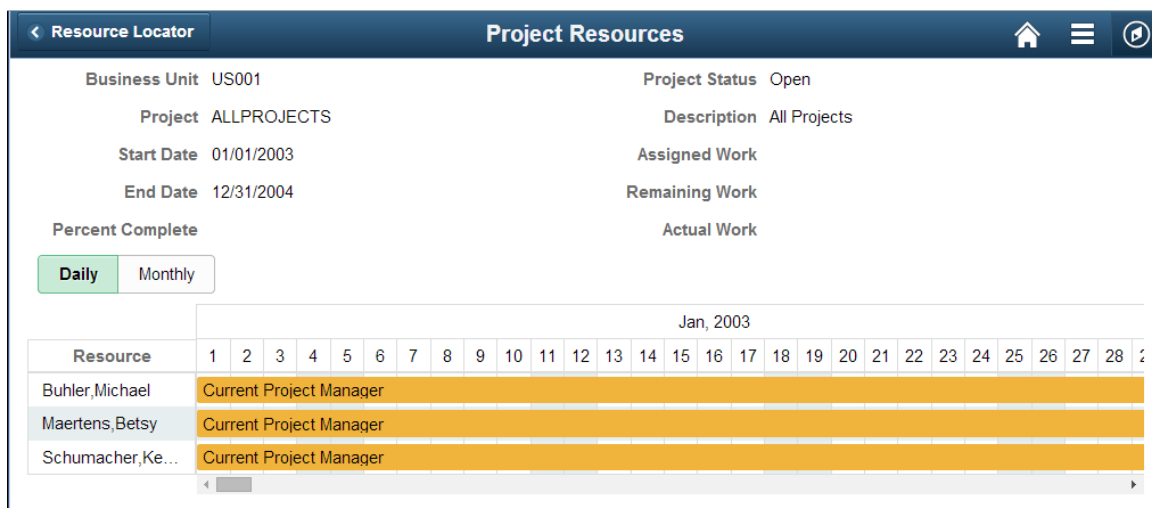 Resource Locator Project Resources
Business Unit US001 Project Status Open
Project ALLPROJECTS Description All Projects
Start Date 01/01/2003 Assigned Work
End Date 12/31/2004 Remaining Work
Percent Complete Actual Work
Daily Monthly
Jan, 2003
Resource 1 2 3 4 5 6 7 8 9 10 11 12 13 14 15 16 17 18 19 20 21 22 23 24 25 26 27 28
Buhler,Michael Current Project Manager
Maertens,Betsy Current Project Manager
Schumacher,Ke... Current Project Manager